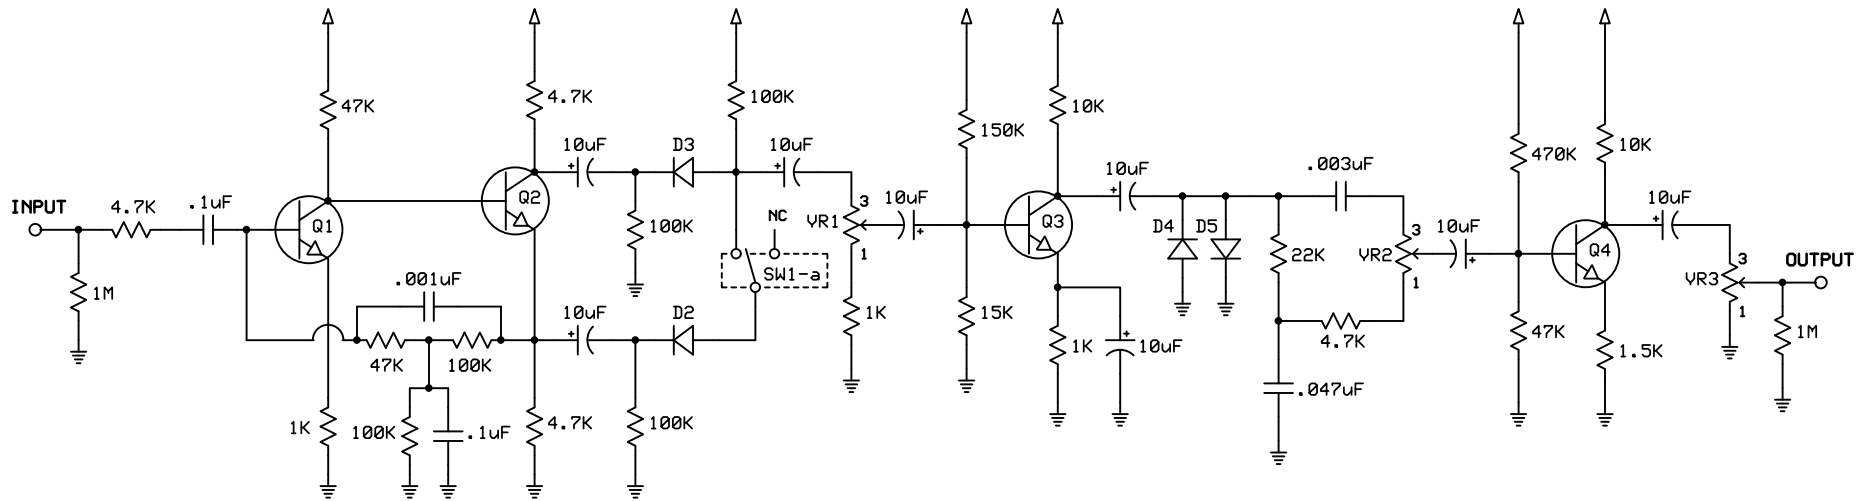 INPUT
4.7K
.1uF
1M
47K
Q1
4.7K
Q2
10uF
D3
100K
100K
10uF
NC
SW1-a
VR1
3
1
1K
.001uF
47K
100K
10uF
D2
1K
100K
.1uF
4.7K
100K
10uF
150K
15K
10K
Q3
1K
10uF
10uF
D4
D5
22K
.003uF
VR2
3
1
4.7K
.047uF
10uF
470K
47K
10K
Q4
1.5K
10uF
VR3
3
1
OUTPUT
1M